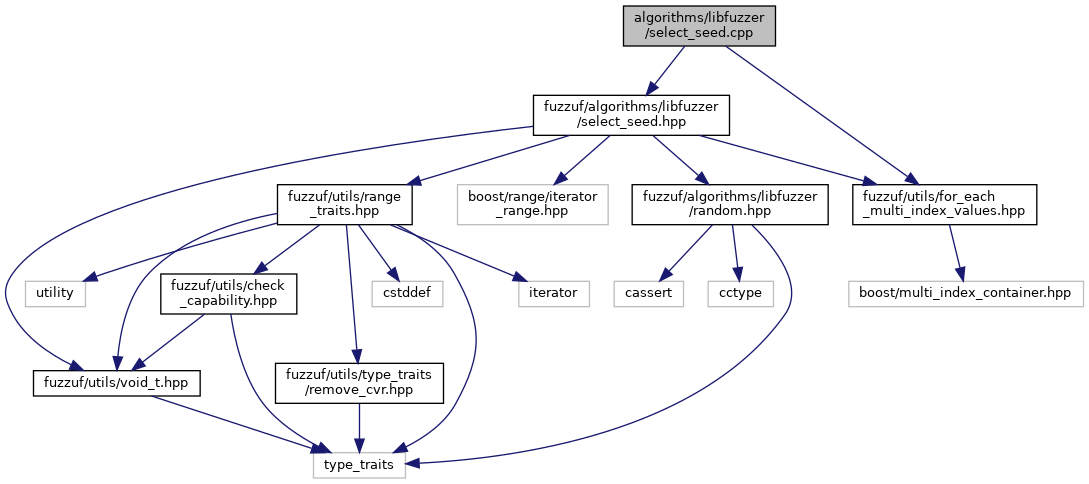 algorithms/libfuzzer
/select_seed.cpp
fuzzuf/algorithms/libfuzzer
/select_seed.hpp
fuzzuf/utils/range
_traits.hpp
boost/range/iterator
_range.hpp
fuzzuf/algorithms/libfuzzer
/random.hpp
fuzzuf/utils/for_each
_multi_index_values.hpp
utility
fuzzuf/utils/check
_capability.hpp
cstddef
iterator
cassert
cctype
boost/multi_index_container.hpp
fuzzuf/utils/void_t.hpp
fuzzuf/utils/type_traits
/remove_cvr.hpp
type_traits